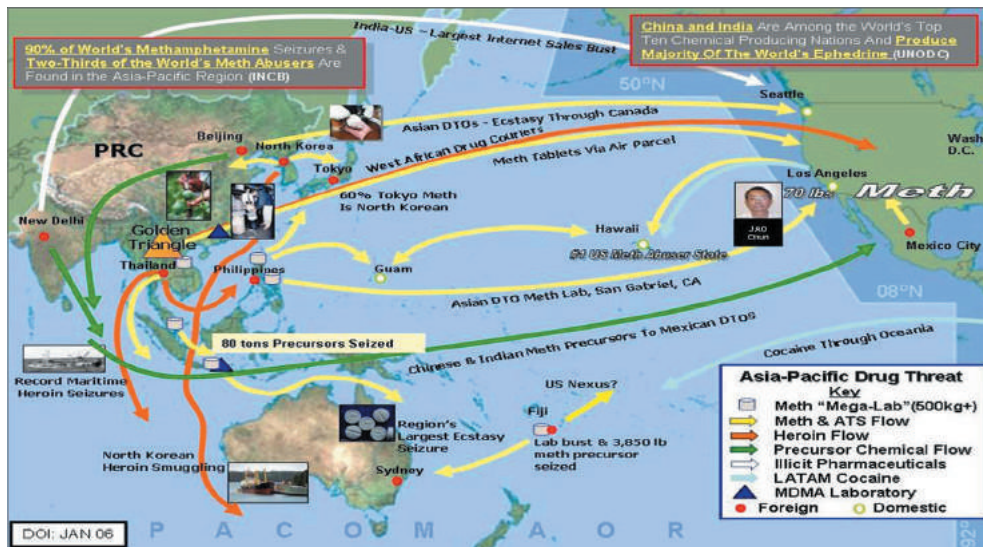 India-US - Largest Internet Sales Bust
90% of World's Methamphetamine Seizures &
Two-Thirds of the World's Meth Abusers Are
Found in the Asia-Pacific Region (INCB)
China and India Are Among the World's Top
Ten Chemical Producing Nations And Produce
Majority Of The World's Ephedrine (UNODC)
50°N
Seattle
Asian DTOs - Ecstasy Through Canada
Beijing
North Korea
PRC
West African Drug Couriers
Meth Tablets Via Air Parcel
Tokyo
Wash
D.C.
60% Tokyo Meth
Is North Korean
Los Angeles
70 lbs
Meth
New Delhi
Golden
Triangle
JAO
Chun
Hawaii
#1 US Meth Abuser State
Mexico City
Thailand
Philippines
Guam
Asian DTO Meth Lab, San Gabriel, CA
08°N
80 tons Precursors Seized
Chinese & Indian Meth Precursors To Mexican DTOS
Cocaine Through Oceania
Record Maritime
Heroin Seizures
US Nexus?
Fiji
Region's
Largest Ecstasy
Seizure
Lab bust & 3,850 lb
meth precursor
seized
North Korean
Heroin Smuggling
Sydney
Asia-Pacific Drug Threat
Key
Meth "Mega-Lab"(500kg+)
Meth & ATS Flow
Heroin Flow
Precursor Chemical Flow
Illicit Pharmaceuticals
LATAM Cocaine
MDMA Laboratory
Foreign
Domestic
DOI: JAN 06
PACOM AOR
92°